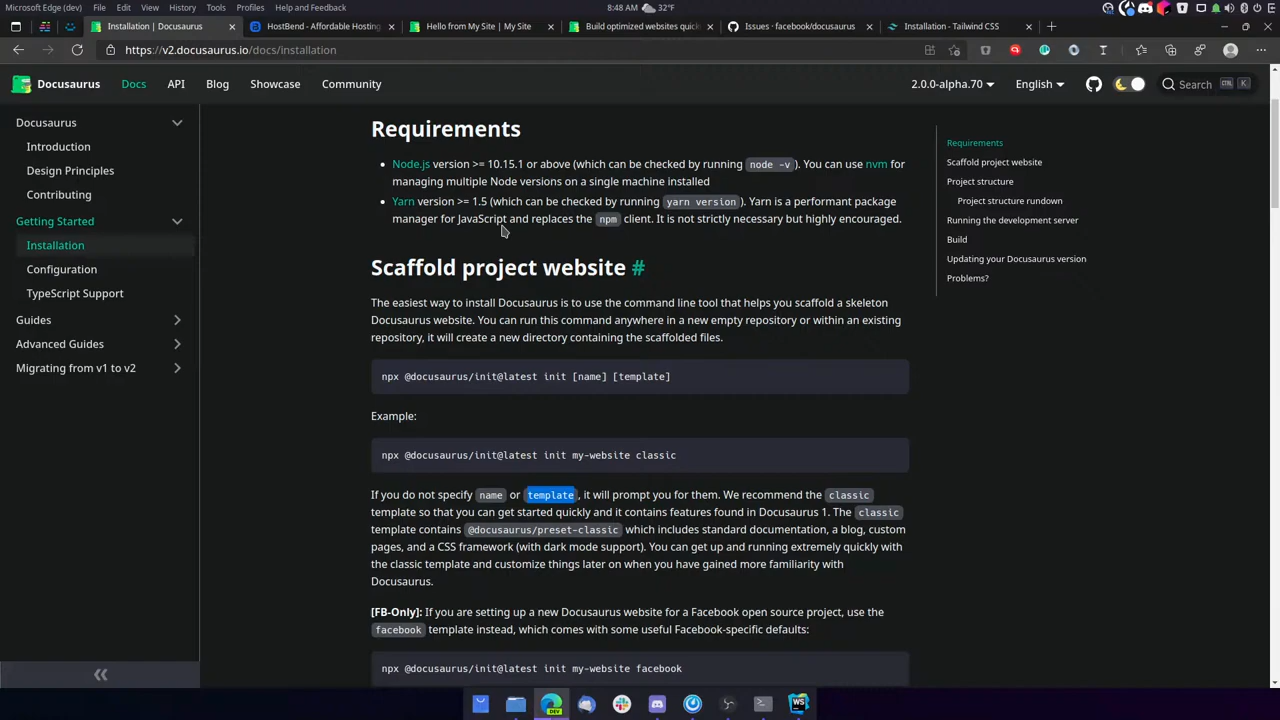 Microsoft Edge (dev) File Edit View History Tools Profiles Help and Feedback 8:48 AM 32°F
Installation | Docusaurus
HostBend - Affordable Hosting
Hello from My Site | My Site
Build optimized websites quick
Issues · facebook/docusaurus
Installation - Tailwind CSS
https://v2.docusaurus.io/docs/installation
Docusaurus Docs API Blog Showcase Community 2.0.0-alpha.70 English Search CTRL K
Docusaurus
Introduction
Design Principles
Contributing
Getting Started
Installation
Configuration
TypeScript Support
Guides
Advanced Guides
Migrating from v1 to v2
«
Requirements
Node.js version >= 10.15.1 or above (which can be checked by running node -v). You can use nvm for
managing multiple Node versions on a single machine installed
Yarn version >= 1.5 (which can be checked by running yarn version). Yarn is a performant package
manager for JavaScript and replaces the npm client. It is not strictly necessary but highly encouraged.
Scaffold project website #
The easiest way to install Docusaurus is to use the command line tool that helps you scaffold a skeleton
Docusaurus website. You can run this command anywhere in a new empty repository or within an existing
repository, it will create a new directory containing the scaffolded files.
npx @docusaurus/init@latest init [name] [template]
Example:
npx @docusaurus/init@latest init my-website classic
If you do not specify name or template, it will prompt you for them. We recommend the classic
template so that you can get started quickly and it contains features found in Docusaurus 1. The classic
template contains @docusaurus/preset-classic which includes standard documentation, a blog, custom
pages, and a CSS framework (with dark mode support). You can get up and running extremely quickly with
the classic template and customize things later on when you have gained more familiarity with
Docusaurus.
[FB-Only]: If you are setting up a new Docusaurus website for a Facebook open source project, use the
facebook template instead, which comes with some useful Facebook-specific defaults:
npx @docusaurus/init@latest init my-website facebook
Requirements
Scaffold project website
Project structure
Project structure rundown
Running the development server
Build
Updating your Docusaurus version
Problems?
DEV
WS